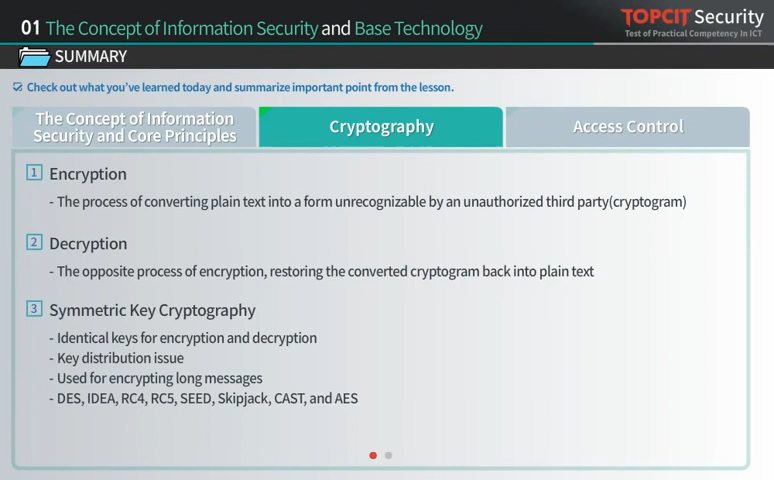 01 The Concept of Information Security and Base Technology
TOPCIT Security
Test of Practical Competency In ICT
SUMMARY
Check out what you've learned today and summarize important point from the lesson.
The Concept of Information
Security and Core Principles
Cryptography
Access Control
1 Encryption
- The process of converting plain text into a form unrecognizable by an unauthorized third party(cryptogram)
2 Decryption
- The opposite process of encryption, restoring the converted cryptogram back into plain text
3 Symmetric Key Cryptography
- Identical keys for encryption and decryption
- Key distribution issue
- Used for encrypting long messages
- DES, IDEA, RC4, RC5, SEED, Skipjack, CAST, and AES